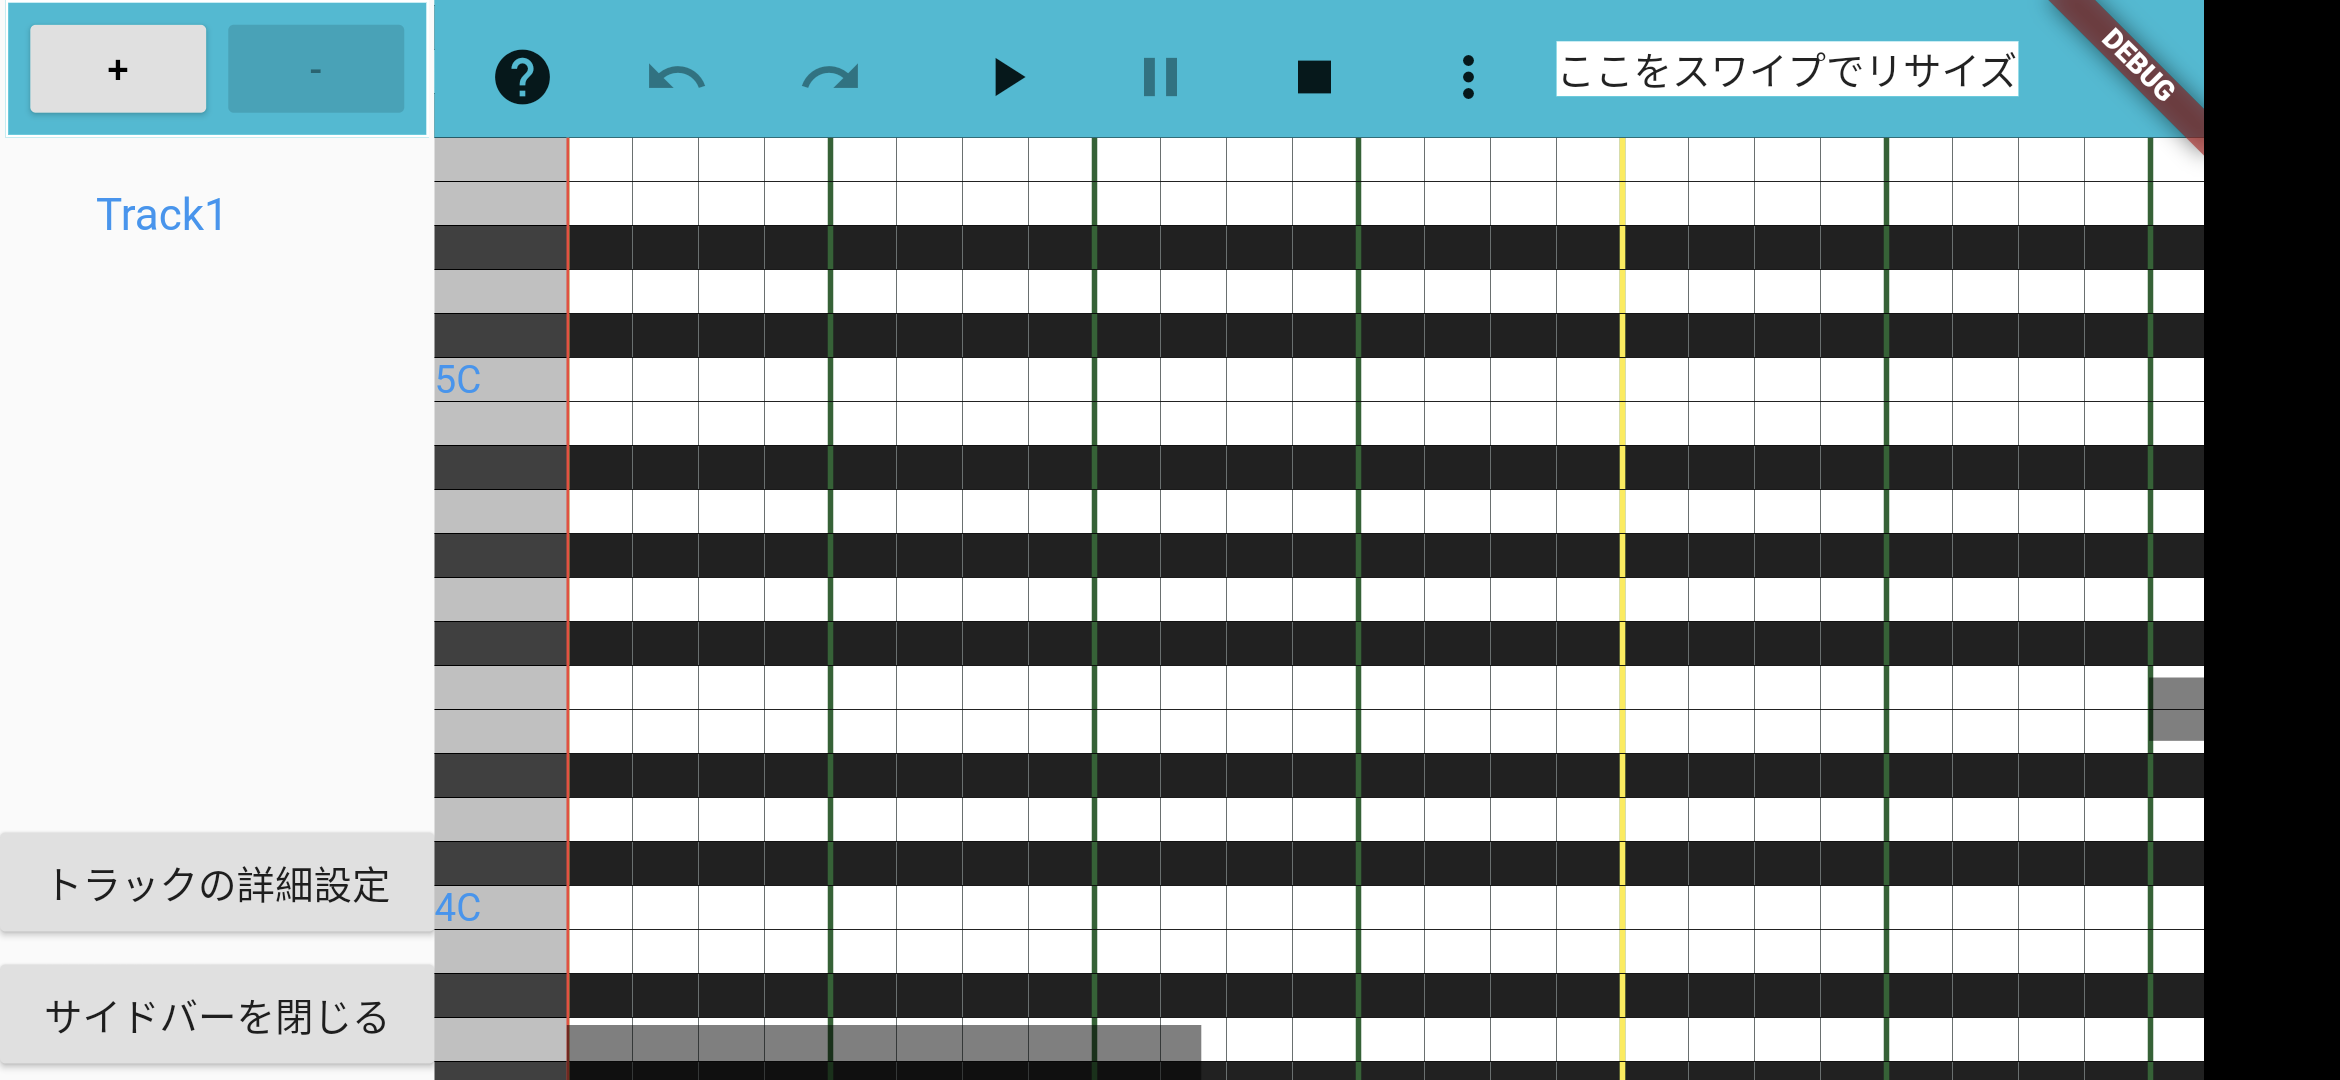 +
-
ここをスワイプでリサイズ
DEBUG
Track1
5C
4C
トラックの詳細設定
サイドバーを閉じる